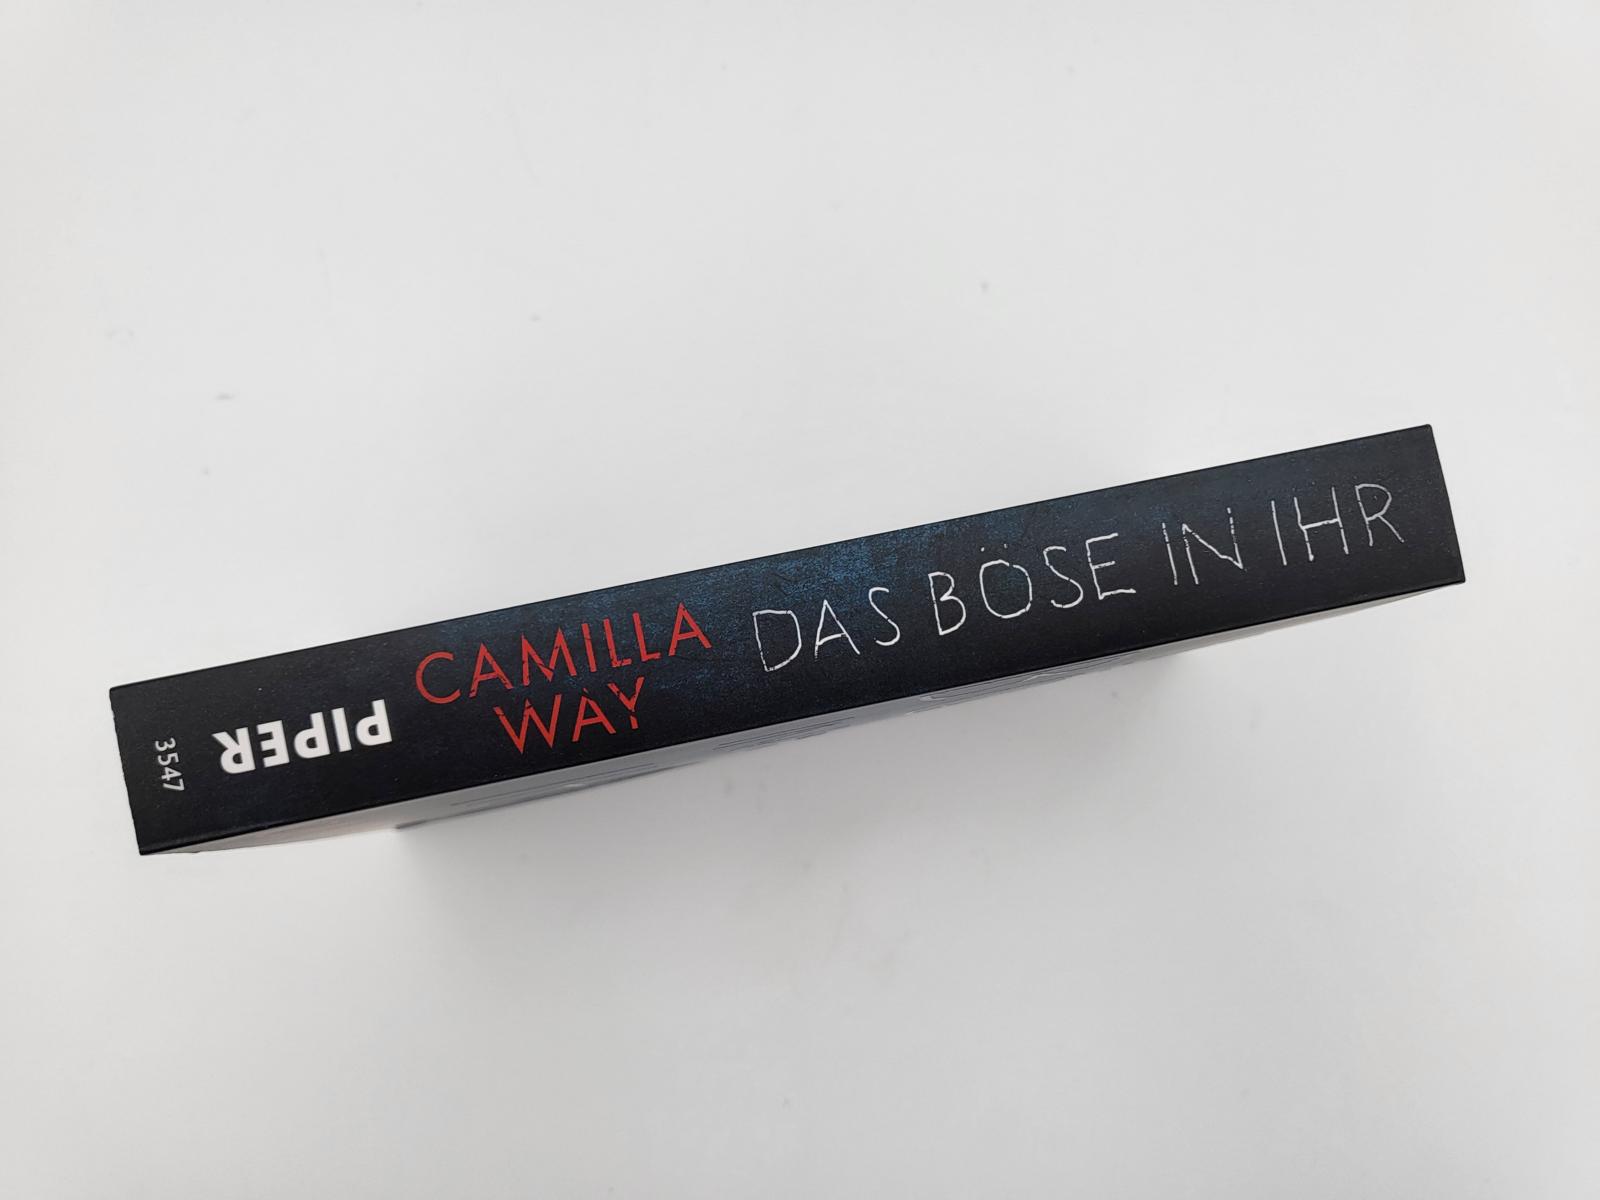 CAMILLA
WAY
DAS BÖSE IN IHR
PIPER
3547